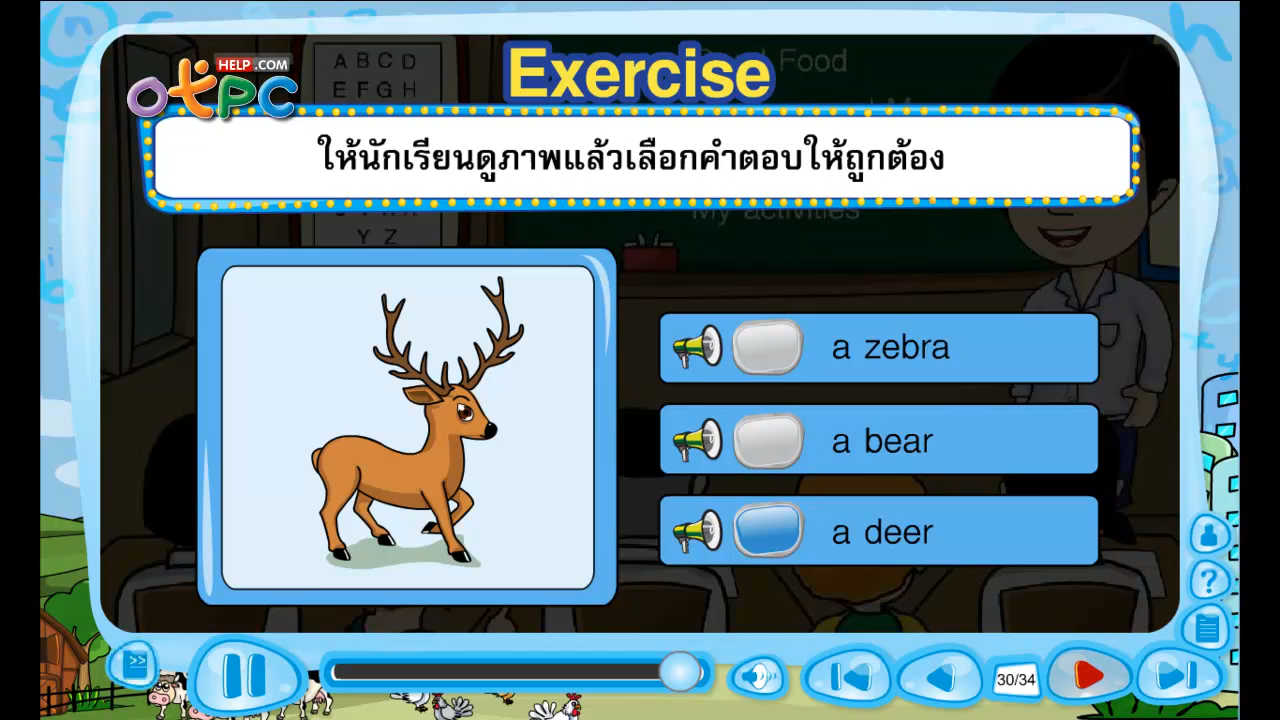 HELP.COM
otpc
Exercise
ให้นักเรียนดูภาพแล้วเลือกคำตอบให้ถูกต้อง
A B C D
E F G H
Y Z
Food
My activities
a zebra
a bear
a deer
30/34